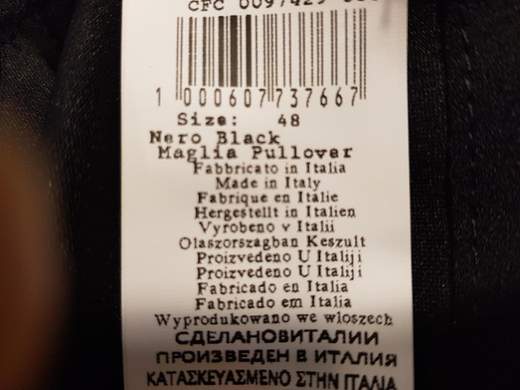 CFC 0097429
1 000607 737667
Size: 48
Nero Black
Maglia Pullover
Fabbricato in Italia
Made in Italy
Fabrique en Italie
Hergestellt in Italien
Vyrobeno v Italii
Olaszorszagban Keszult
Proizvedeno U Italiji
Proizvedeno U Italiji
Fabricado en Italia
Fabricado em Italia
Wyprodukowano we wloszech
СДЕЛАНОВИТАЛИИ
ПРОИЗВЕДЕН В ИТАЛИЯ
ΚΑΤΑΣΚΕΥΑΣΜΕΝΟ ΣΤΗΝ ΙΤΑΛΙΑ